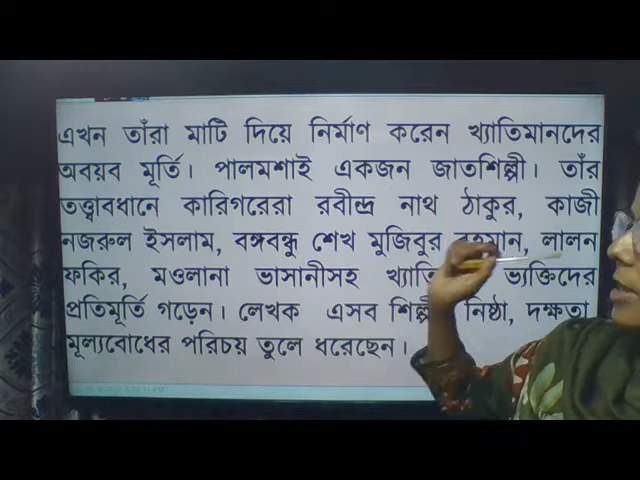 এখন তাঁরা মাটি দিয়ে নির্মাণ করেন খ্যাতিমানদের
অবয়ব মূর্তি। পালমশাই একজন জাতশিল্পী। তাঁর
তত্ত্বাবধানে কারিগরেরা রবীন্দ্র নাথ ঠাকুর, কাজী
নজরুল ইসলাম, বঙ্গবন্ধু শেখ মুজিবুর রহমান, লালন
ফকির, মওলানা ভাসানীসহ ব্যক্তিদের
প্রতিমূর্তি গড়েন। লেখক এসব নিষ্ঠা, দক্ষতা
মূল্যবোধের পরিচয় তুলে ধরেছেন।